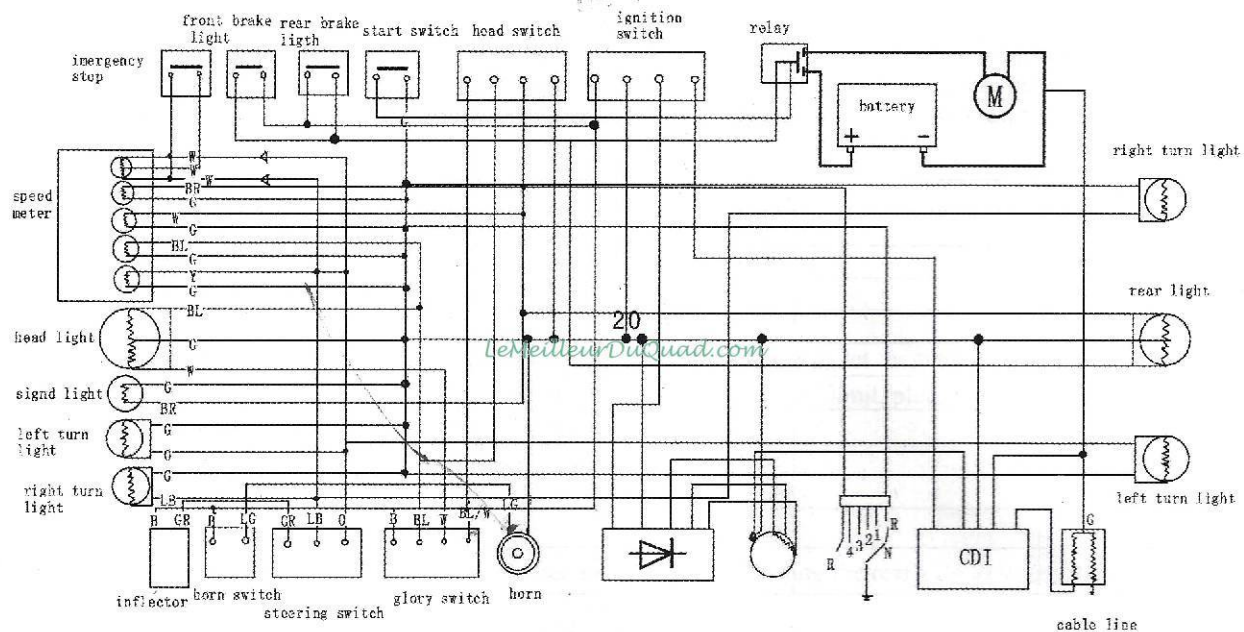 front brake
light
rear brake
ligth
start switch
head switch
ignition
switch
relay
imergency
stop
M
battery
+
-
right turn light
speed
meter
W
W
W
BR
G
W
G
BL
G
Y
G
rear light
BL
20
head light
G
LeMeilleurDuQuad.com
W
signd light
G
BR
left turn
light
G
O
right turn
light
G
LB
left turn light
B
GR
B
LG
GR
LB
O
B
BL
W
BL/W
LG
R
4
3
2
1
R
N
CDI
G
inflector
horn switch
steering switch
glory switch
horn
cable line